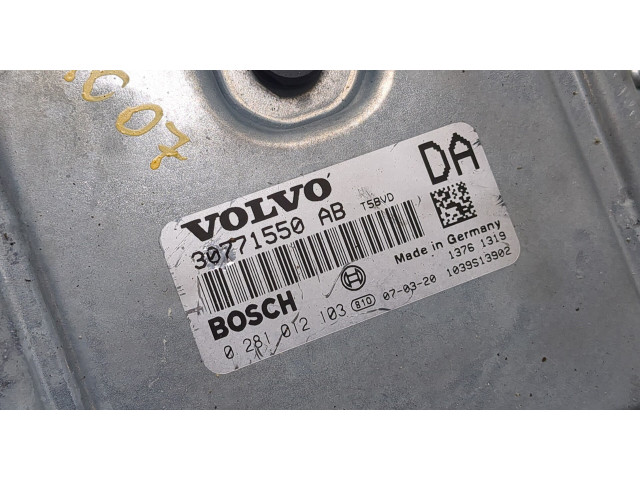 C07
VOLVO
30771550 AB T5BVD
DA
BOSCH
0 281 012 103 B10 07-03-20
Made in Germany
1376 1319
1039S13902